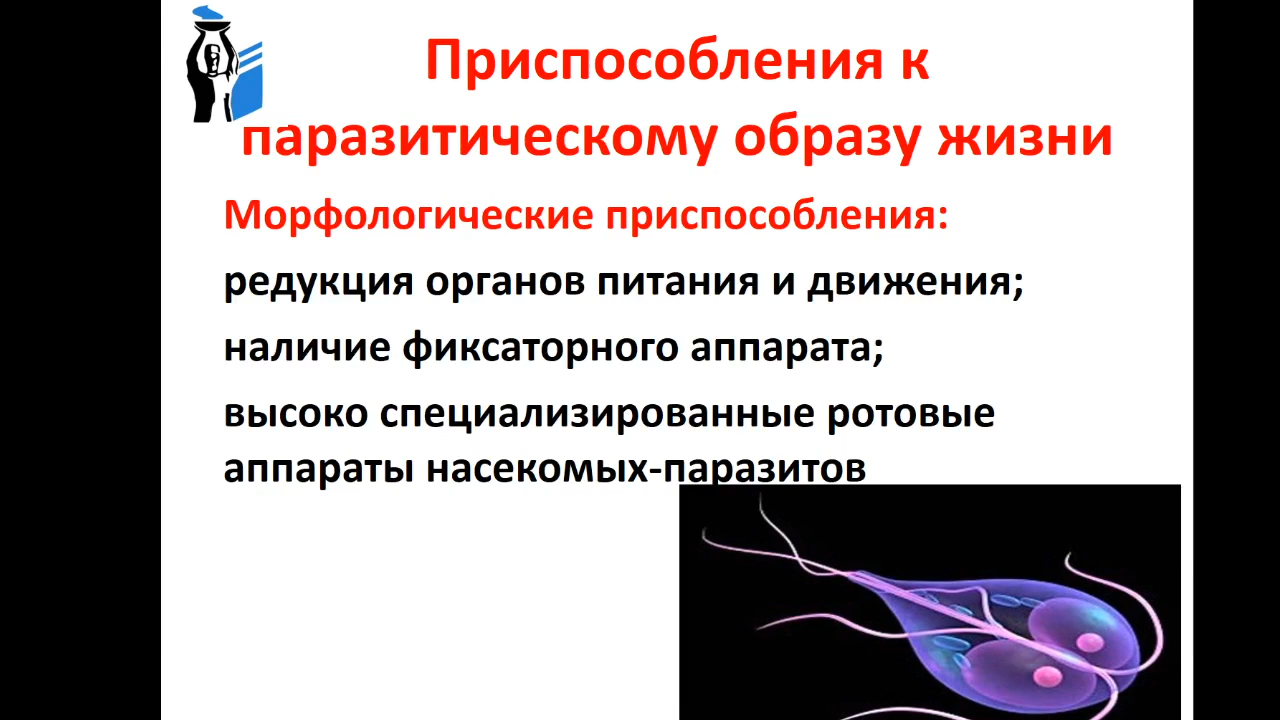 Приспособления к
паразитическому образу жизни
Морфологические приспособления:
редукция органов питания и движения;
наличие фиксаторного аппарата;
высоко специализированные ротовые
аппараты насекомых-паразитов